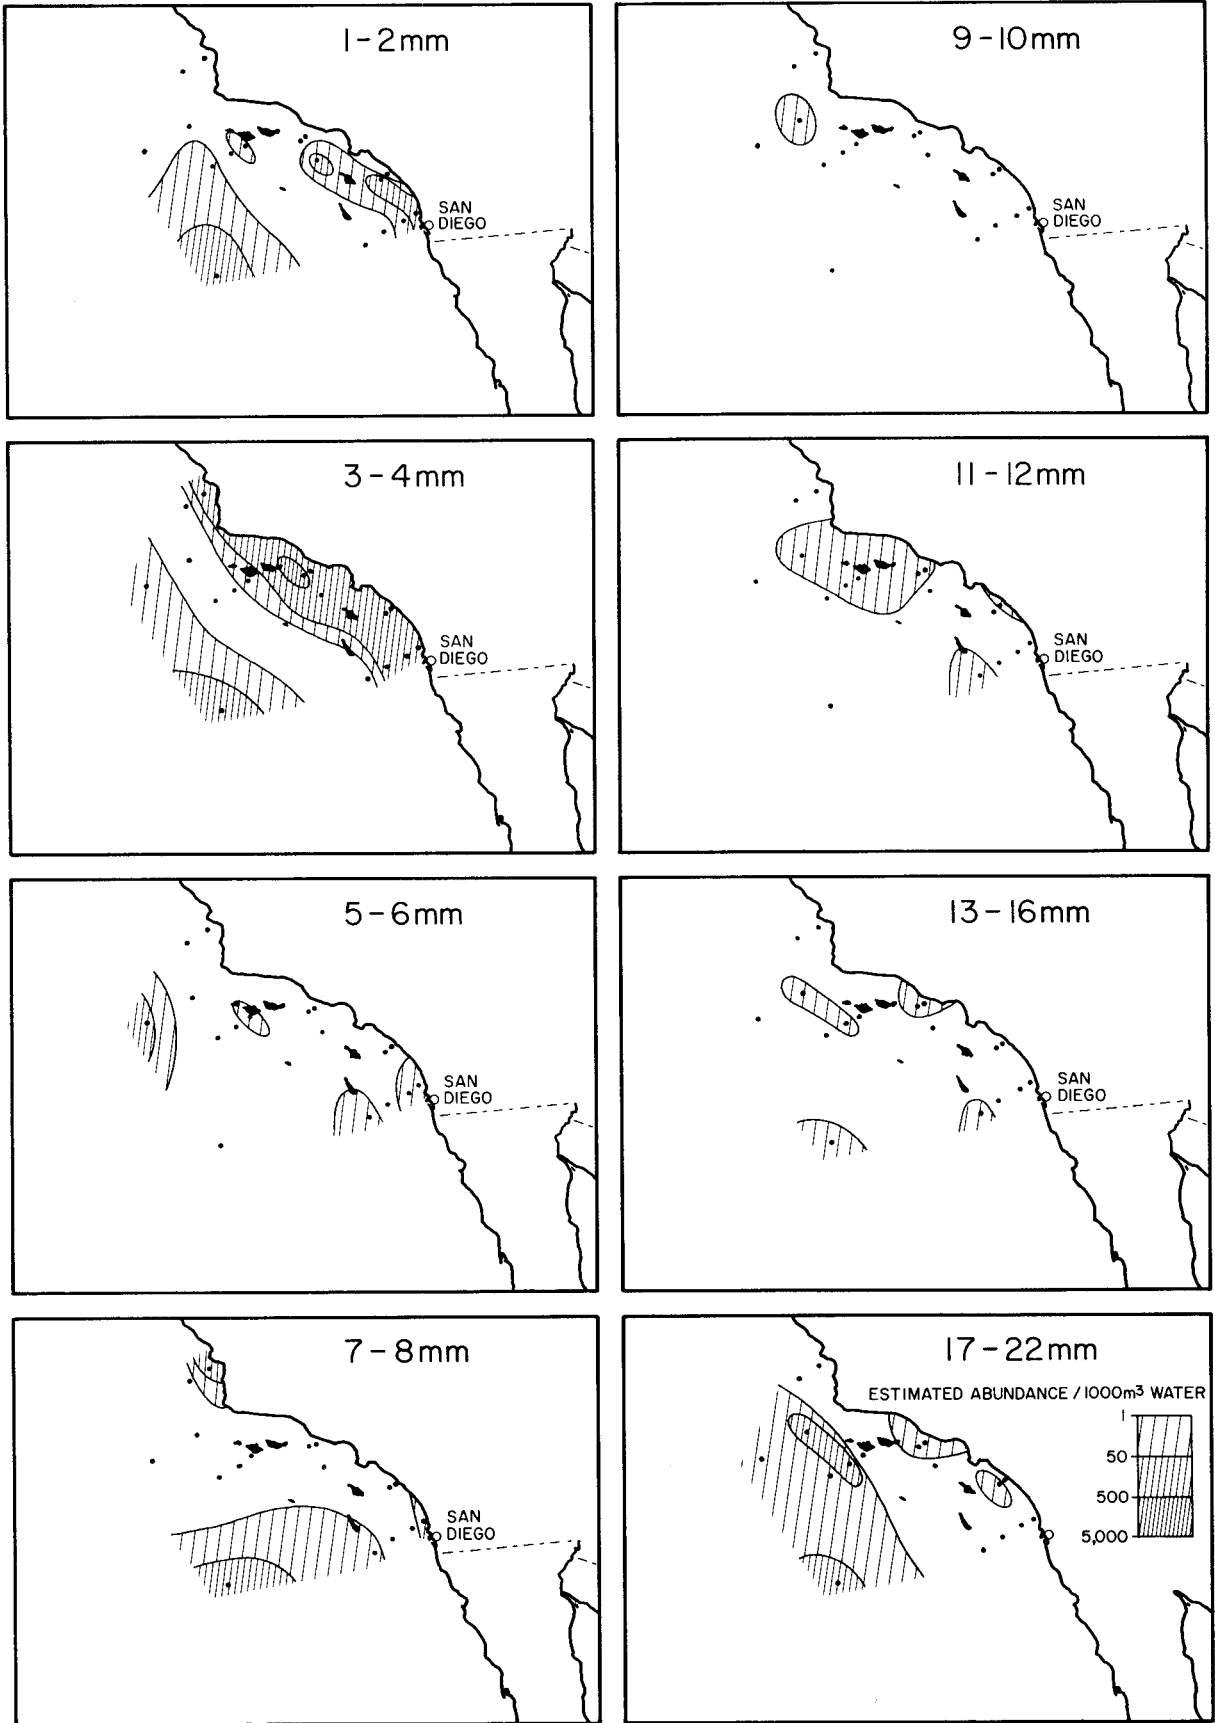 1-2mm
SAN
DIEGO
9-10mm
SAN
DIEGO
3-4mm
SAN
DIEGO
11-12mm
SAN
DIEGO
5-6mm
SAN
DIEGO
13-16mm
SAN
DIEGO
7-8mm
SAN
DIEGO
17-22mm
ESTIMATED ABUNDANCE / 1000m³ WATER
1
50
500
5,000